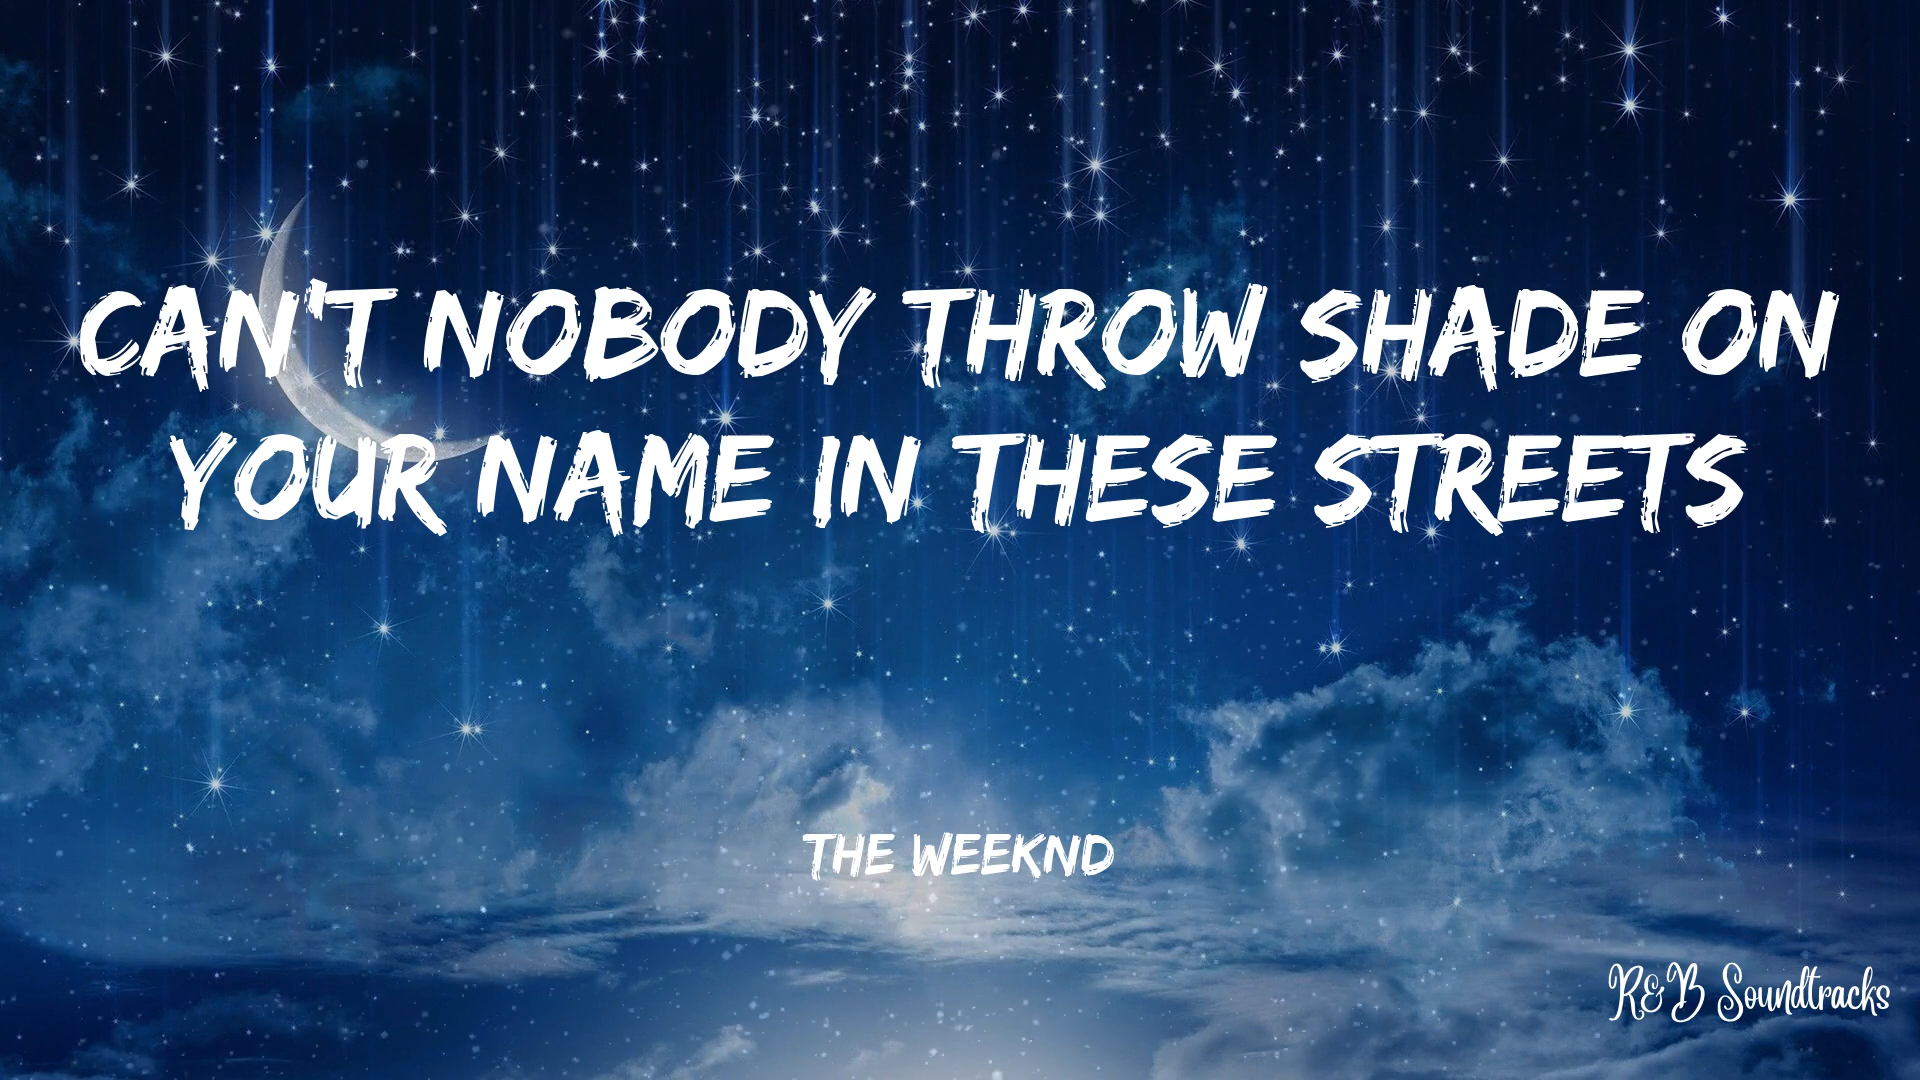 CAN'T NOBODY THROW SHADE ON
YOUR NAME IN THESE STREETS
THE WEEKND
R&B Soundtracks